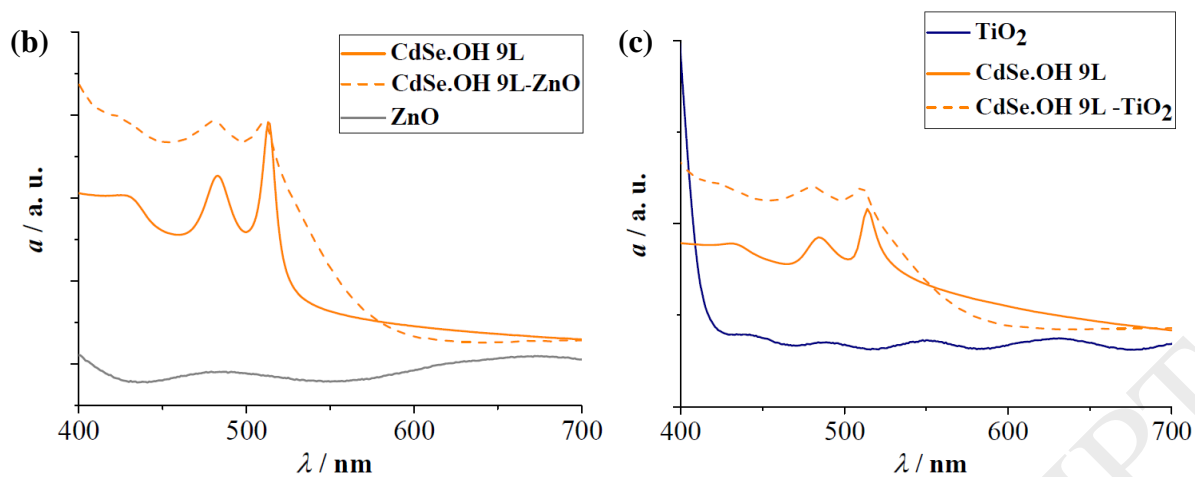 (b)
CdSe.OH 9L
CdSe.OH 9L-ZnO
ZnO
a / a. u.
400
500
600
700
λ / nm
(c)
TiO2
CdSe.OH 9L
CdSe.OH 9L -TiO2
a / a. u.
400
500
600
700
λ / nm